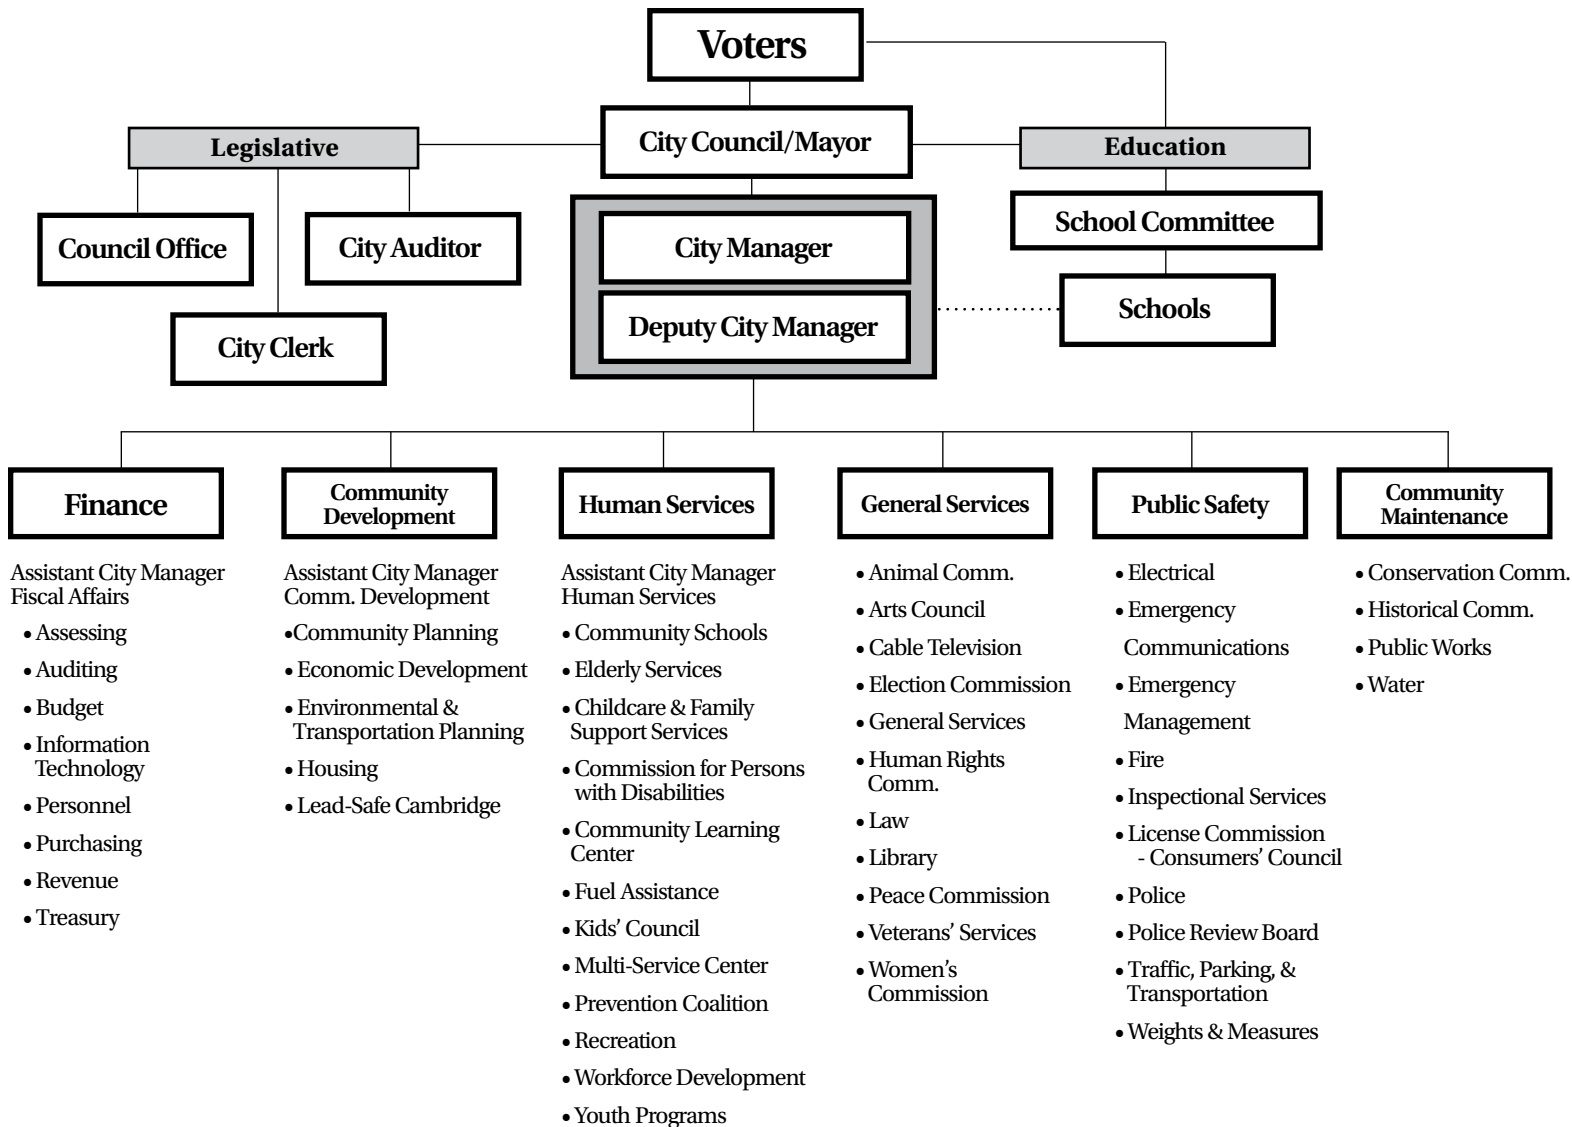 Voters
City Council/Mayor
Legislative
Education
Council Office
City Auditor
City Clerk
City Manager
Deputy City Manager
School Committee
Schools
Finance
Assistant City Manager
Fiscal Affairs
• Assessing
• Auditing
• Budget
• Information
Technology
• Personnel
• Purchasing
• Revenue
• Treasury
Community
Development
Assistant City Manager
Comm. Development
•Community Planning
• Economic Development
• Environmental &
Transportation Planning
• Housing
• Lead-Safe Cambridge
Human Services
Assistant City Manager
Human Services
• Community Schools
• Elderly Services
• Childcare & Family
Support Services
• Commission for Persons
with Disabilities
• Community Learning
Center
• Fuel Assistance
• Kids’ Council
• Multi-Service Center
• Prevention Coalition
• Recreation
• Workforce Development
• Youth Programs
General Services
• Animal Comm.
• Arts Council
• Cable Television
• Election Commission
• General Services
• Human Rights
Comm.
• Law
• Library
• Peace Commission
• Veterans’ Services
• Women’s
Commission
Public Safety
• Electrical
• Emergency
Communications
• Emergency
Management
• Fire
• Inspectional Services
• License Commission
- Consumers’ Council
• Police
• Police Review Board
• Traffic, Parking, &
Transportation
• Weights & Measures
Community
Maintenance
• Conservation Comm.
• Historical Comm.
• Public Works
• Water